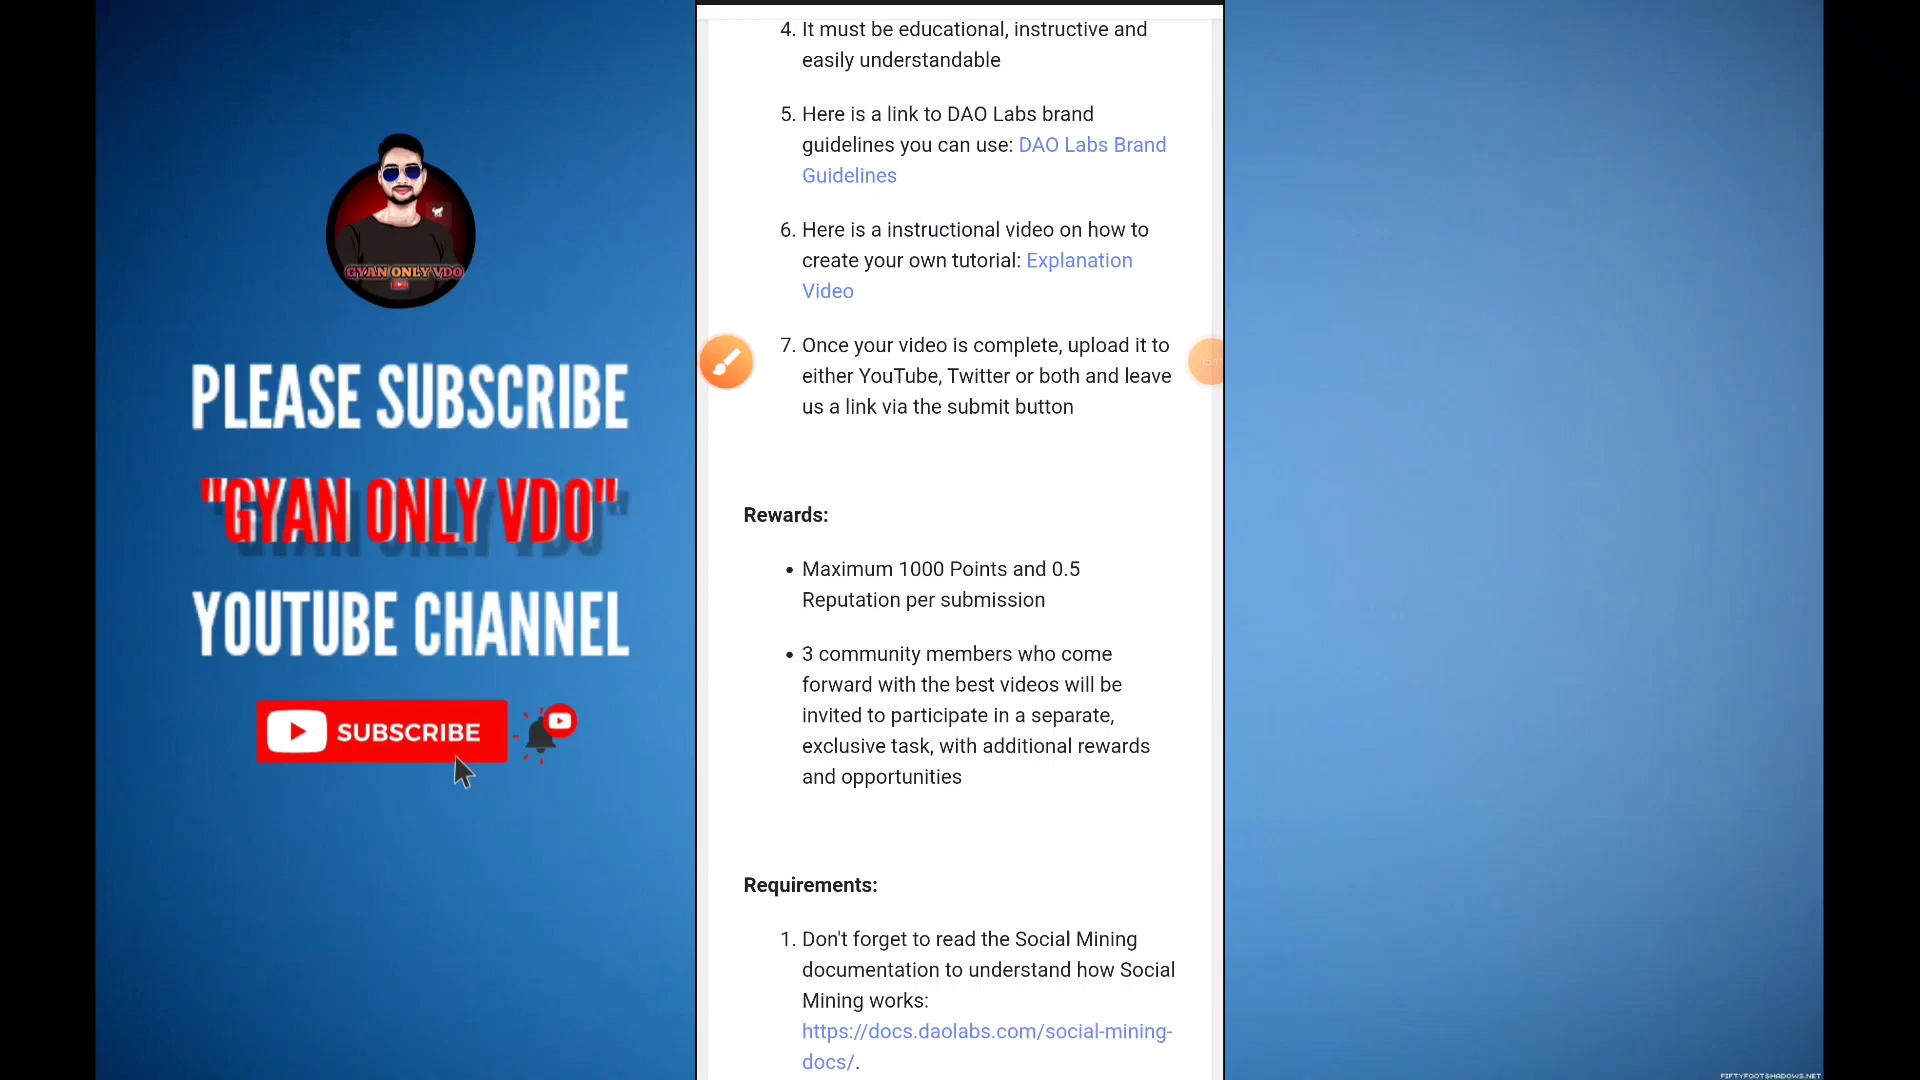 GYAN ONLY VDO
PLEASE SUBSCRIBE
"GYAN ONLY VDO"
YOUTUBE CHANNEL
SUBSCRIBE
4. It must be educational, instructive and
easily understandable
5. Here is a link to DAO Labs brand
guidelines you can use: DAO Labs Brand
Guidelines
6. Here is a instructional video on how to
create your own tutorial: Explanation
Video
7. Once your video is complete, upload it to
either YouTube, Twitter or both and leave
us a link via the submit button
Rewards:
• Maximum 1000 Points and 0.5
Reputation per submission
• 3 community members who come
forward with the best videos will be
invited to participate in a separate,
exclusive task, with additional rewards
and opportunities
Requirements:
1. Don't forget to read the Social Mining
documentation to understand how Social
Mining works:
https://docs.daolabs.com/social-mining-
docs/.
FIFTYFOOTSHADOWS.NET